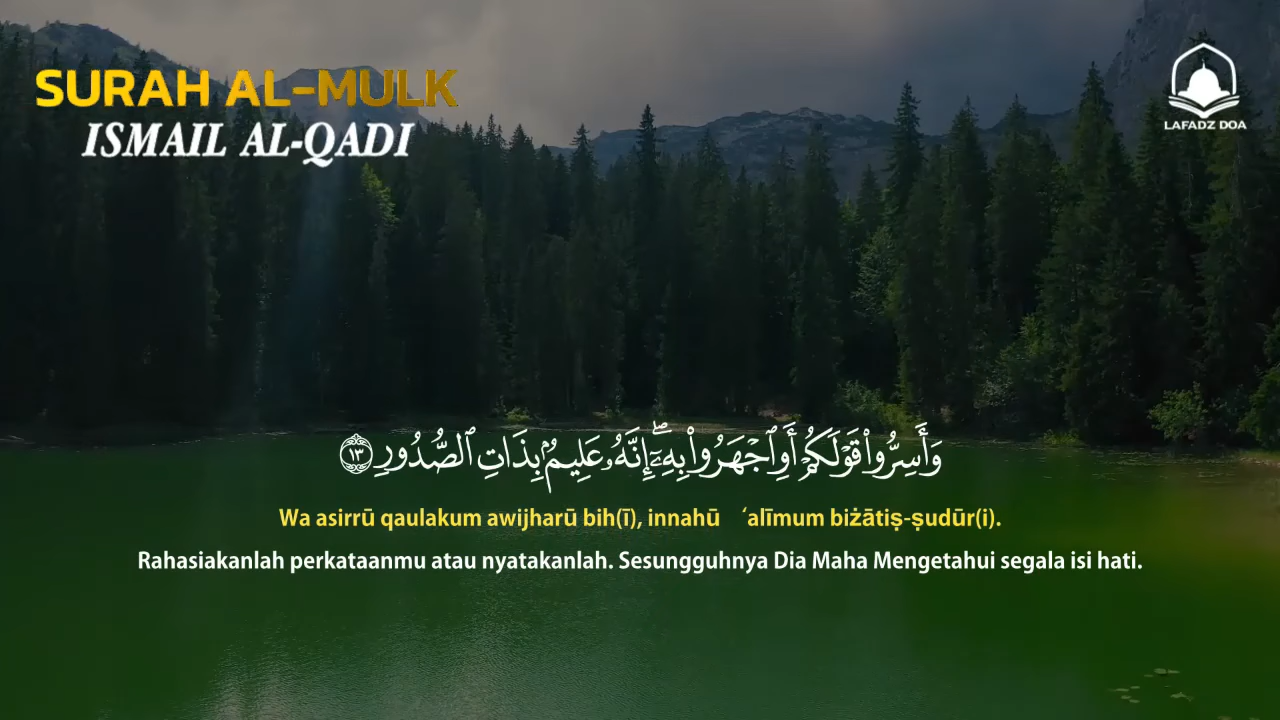 SURAH AL-MULK
ISMAIL AL-QADI
LAFADZ DOA
وَأَسِرُّوا۟ قَوْلَكُمْ أَوِ ٱجْهَرُوا۟ بِهِۦٓ ۖ إِنَّهُۥ عَلِيمٌۢ بِذَاتِ ٱلصُّدُورِ ١٣
Wa asirrū qaulakum awijharū bih(ī), innahū ‘alīmum biżātiṣ-ṣudūr(i).
Rahasiakanlah perkataanmu atau nyatakanlah. Sesungguhnya Dia Maha Mengetahui segala isi hati.